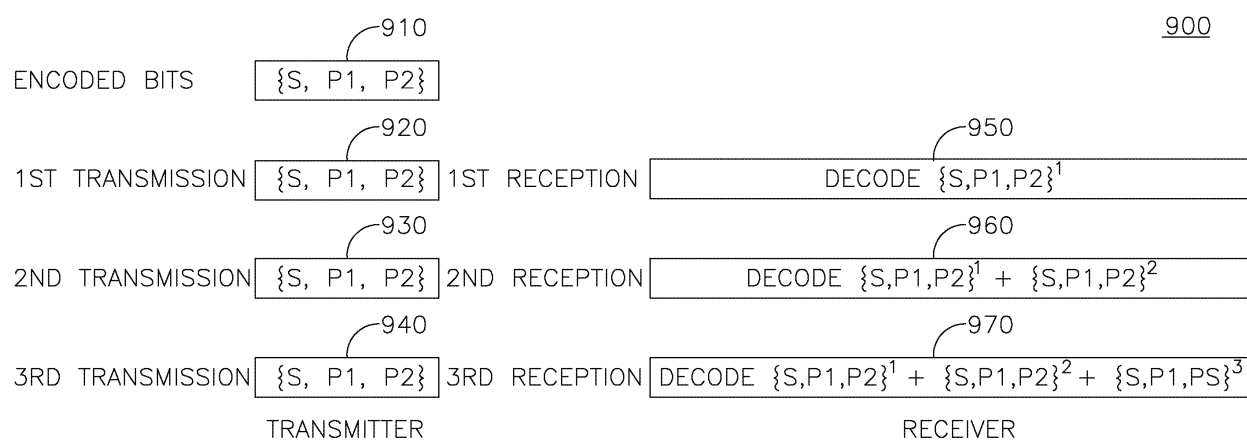 910
900
ENCODED BITS {S, P1, P2}
920
950
1ST TRANSMISSION {S, P1, P2} 1ST RECEPTION DECODE {S,P1,P2}¹
930
960
2ND TRANSMISSION {S, P1, P2} 2ND RECEPTION DECODE {S,P1,P2}¹ + {S,P1,P2}²
940
970
3RD TRANSMISSION {S, P1, P2} 3RD RECEPTION DECODE {S,P1,P2}¹ + {S,P1,P2}² + {S,P1,PS}³
TRANSMITTER RECEIVER